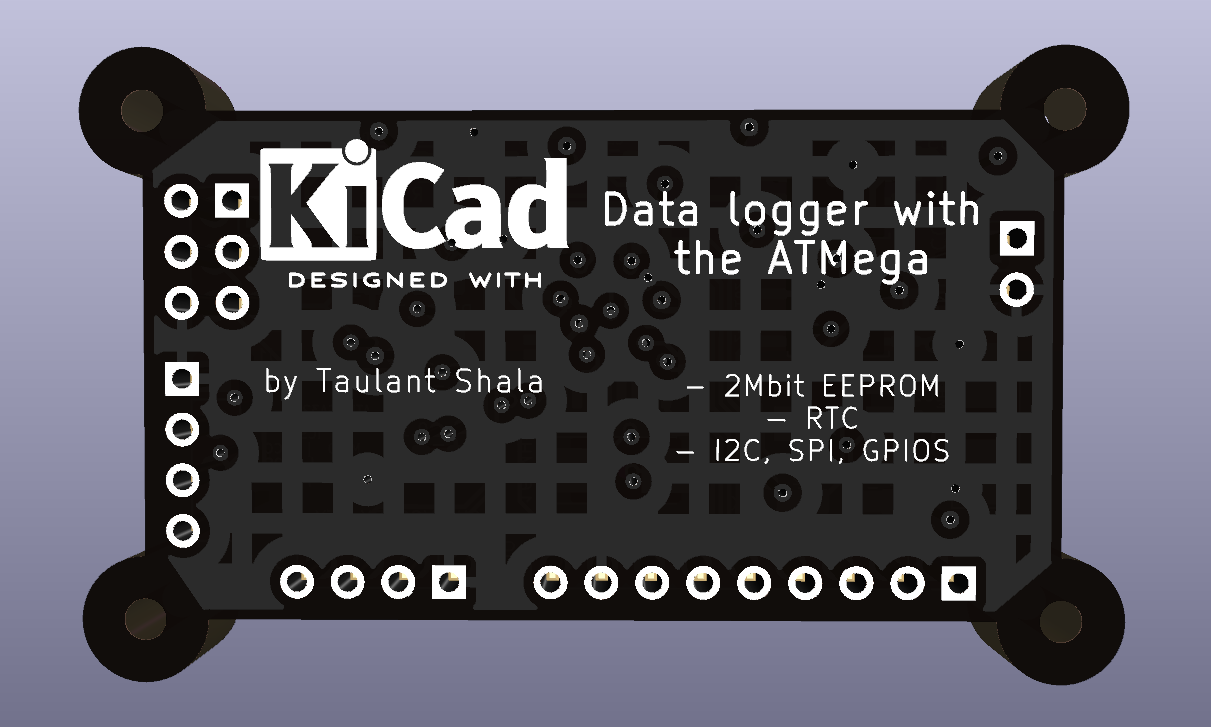 KiCad
DESIGNED WITH
Data logger with
the ATMega
by Taulant Shala
- 2Mbit EEPROM
- RTC
- I2C, SPI, GPIOS